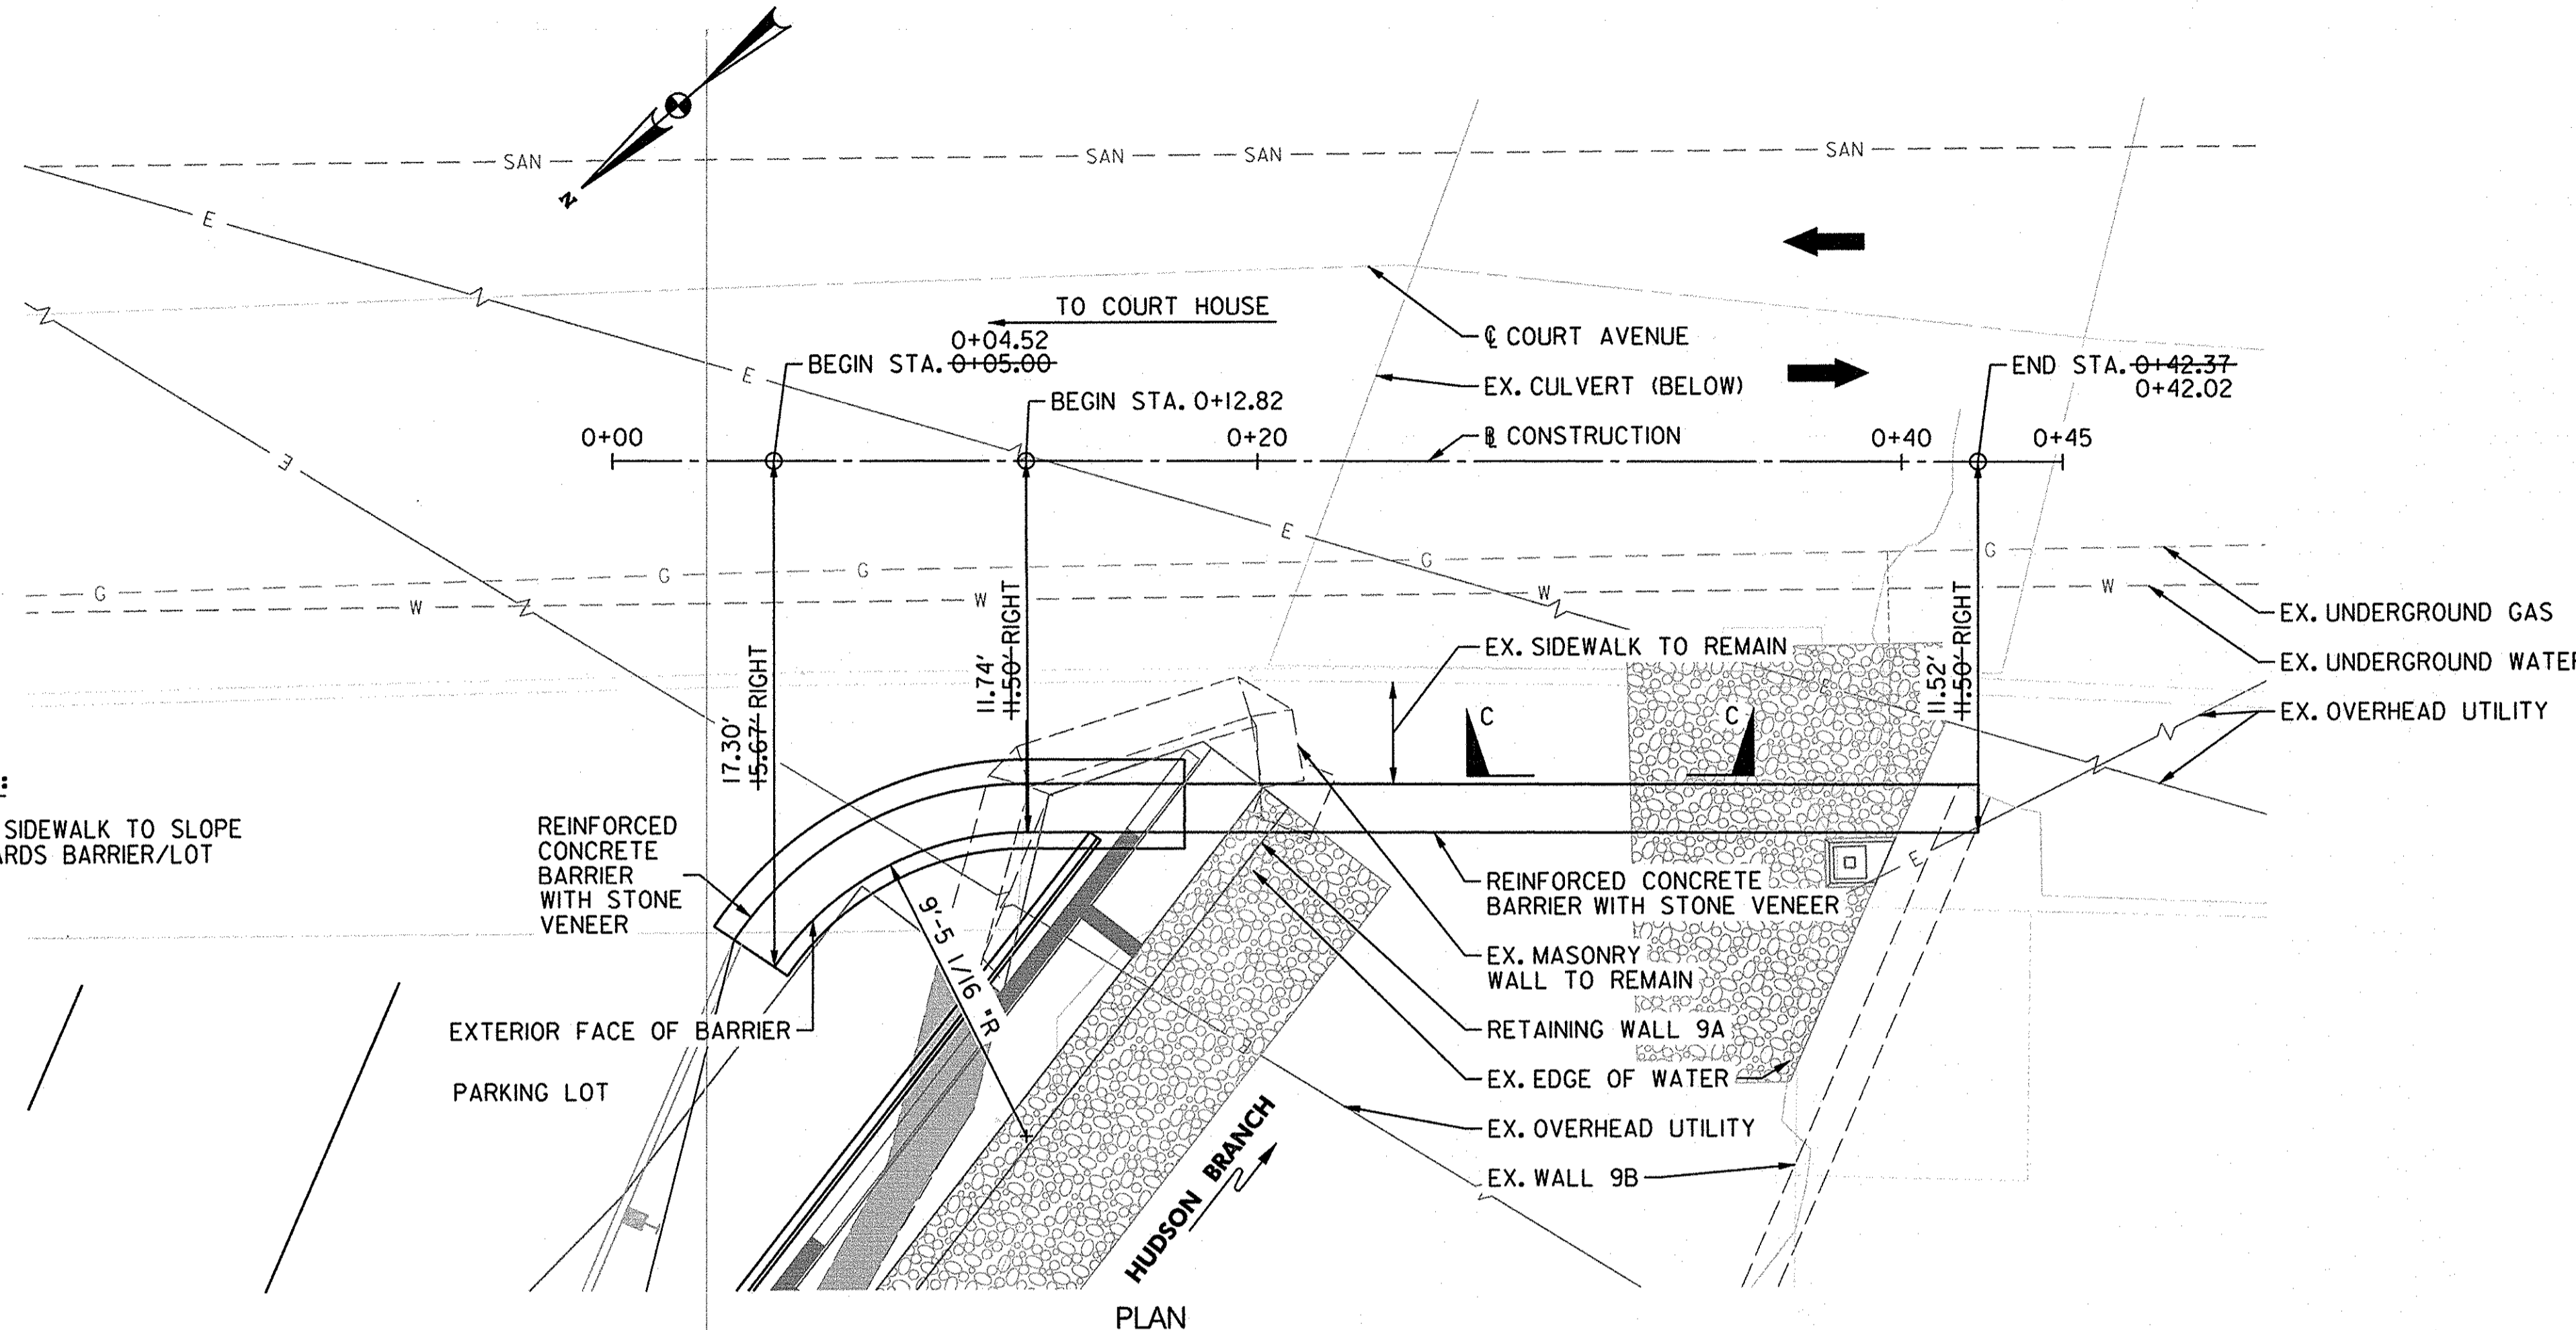 N
SAN
SAN
SAN
SAN
E
TO COURT HOUSE
0+04.52
BEGIN STA. 0+05.00
E
℄ COURT AVENUE
EX. CULVERT (BELOW)
END STA. 0+42.37
0+42.02
BEGIN STA. 0+12.82
0+00
0+20
℄ CONSTRUCTION
0+40
0+45
E
E
G
G
G
G
G
W
W
W
W
17.30'
15.67' RIGHT
11.74'
11.50' RIGHT
11.52'
11.50' RIGHT
EX. UNDERGROUND GAS
EX. UNDERGROUND WATER
EX. OVERHEAD UTILITY
EX. SIDEWALK TO REMAIN
E
C
C
SIDEWALK TO SLOPE
ARDS BARRIER/LOT
REINFORCED
CONCRETE
BARRIER
WITH STONE
VENEER
9'-5 1/16 "R
E
REINFORCED CONCRETE
BARRIER WITH STONE VENEER
EX. MASONRY
WALL TO REMAIN
EXTERIOR FACE OF BARRIER
RETAINING WALL 9A
PARKING LOT
EX. EDGE OF WATER
EX. OVERHEAD UTILITY
EX. WALL 9B
HUDSON BRANCH
PLAN